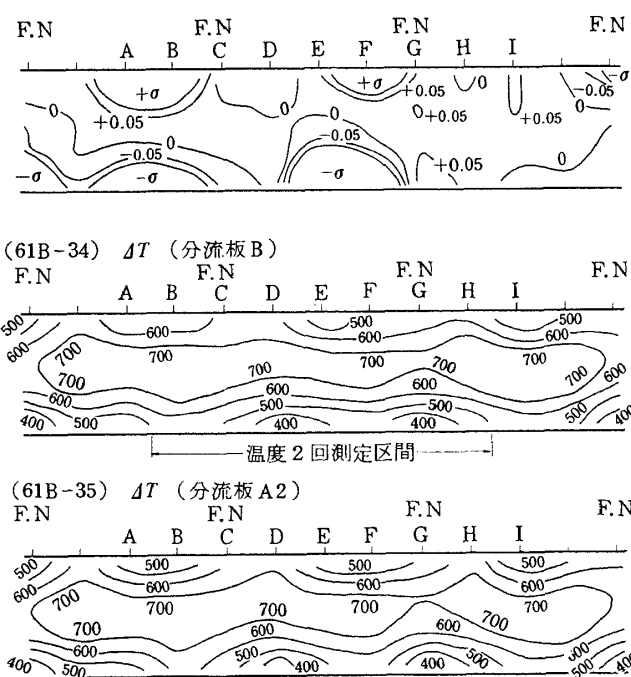 F.N F.N F.N F.N
A B C D E F G H I
+σ +σ -σ
+0.05 0 -0.05
0 0 0 0
+0.05 +0.05 +0.05
0 -0.05
-0.05 +0.05 0
-σ -σ -σ
(61B-34) ΔT (分流板B)
F.N F.N F.N F.N
A B C D E F G H I
500 600 500 500
600 600 600
700 700 700 700 700
700 700 700 600
600 600 600
500 500 500
400 500 400 400 400
温度2回測定区間
(61B-35) ΔT (分流板A2)
F.N F.N F.N F.N
A B C D E F G H I
500 500 500 500
600 600 600 600
700 700 700 700 700
700 600 600 700
600 500 500 600
400 500 400 400 500 400